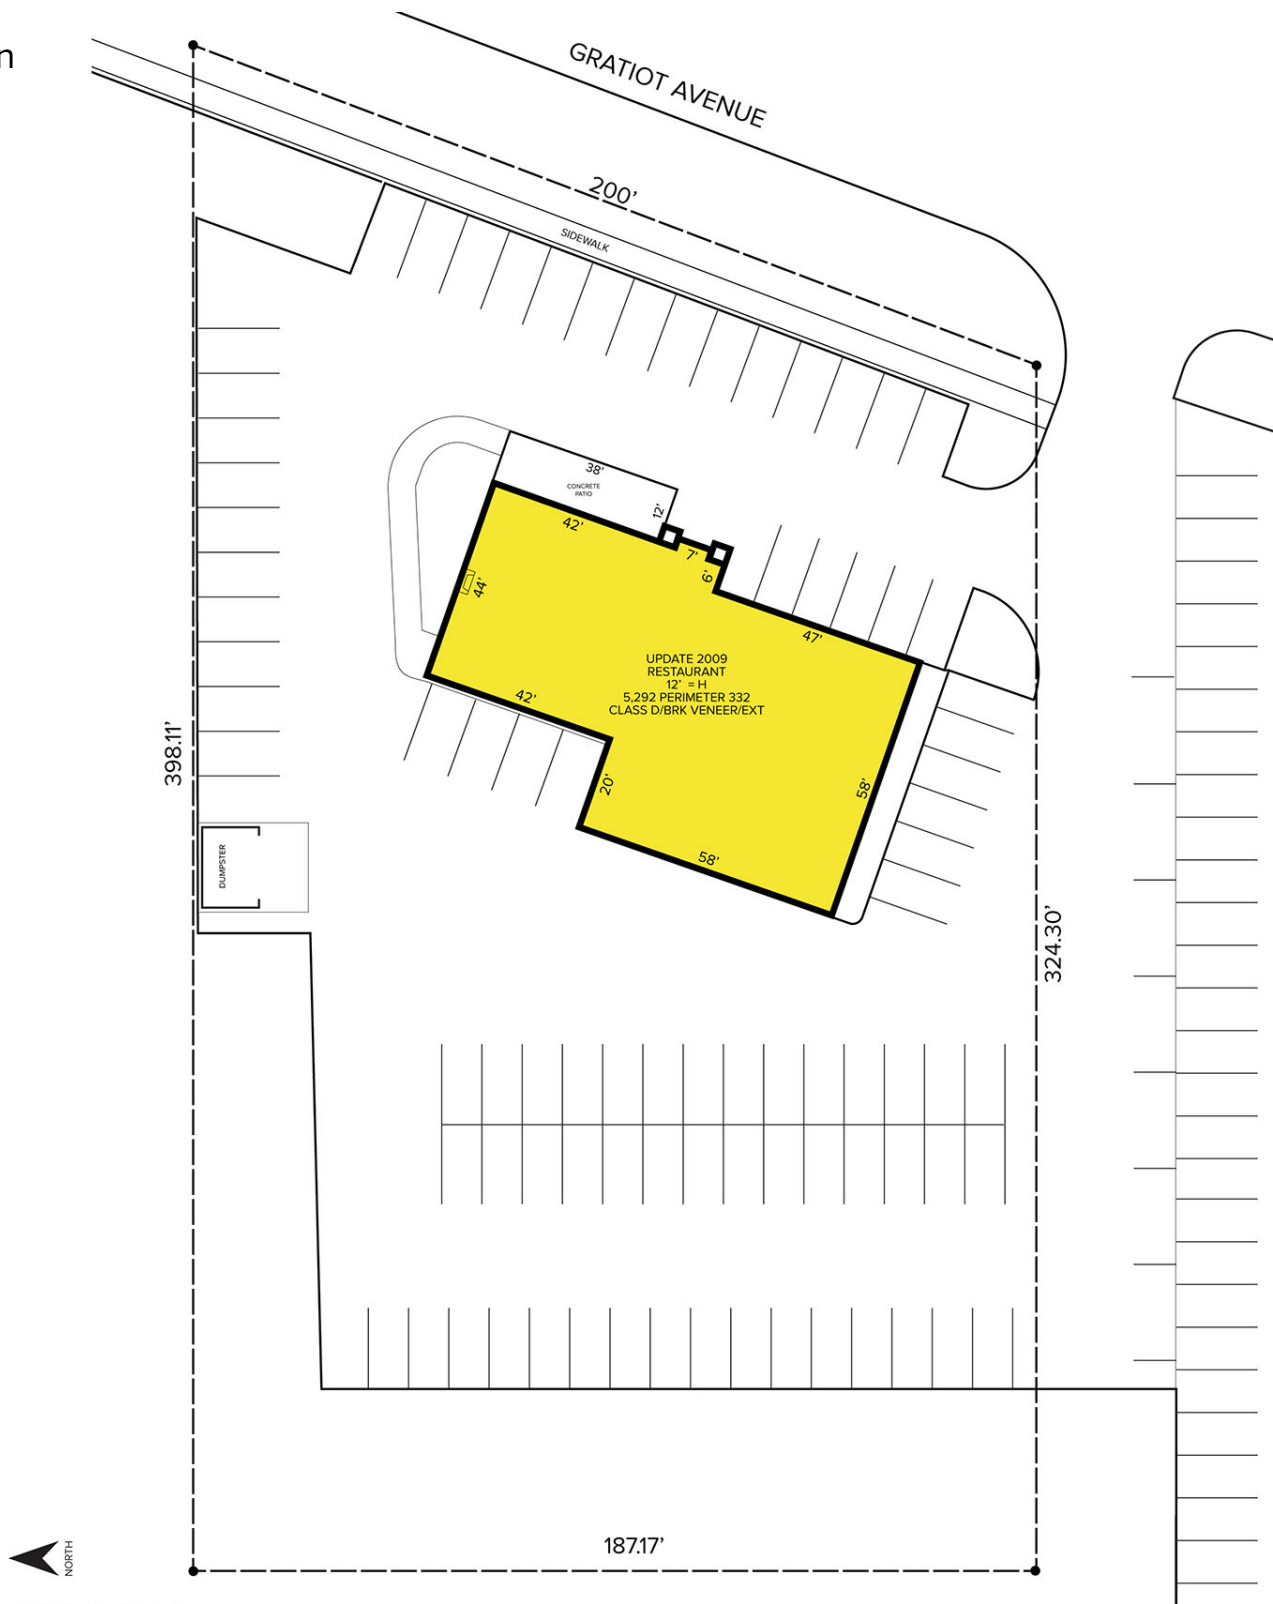 n
GRATIOT AVENUE
200'
SIDEWALK
38'
CONCRETE
PATIO
12'
42'
7'
6'
44'
47'
UPDATE 2009
RESTAURANT
12' = H
5,292 PERIMETER 332
CLASS D/BRK VENEER/EXT
42'
398.11'
20'
58'
58'
DUMPSTER
324.30'
187.17'
NORTH